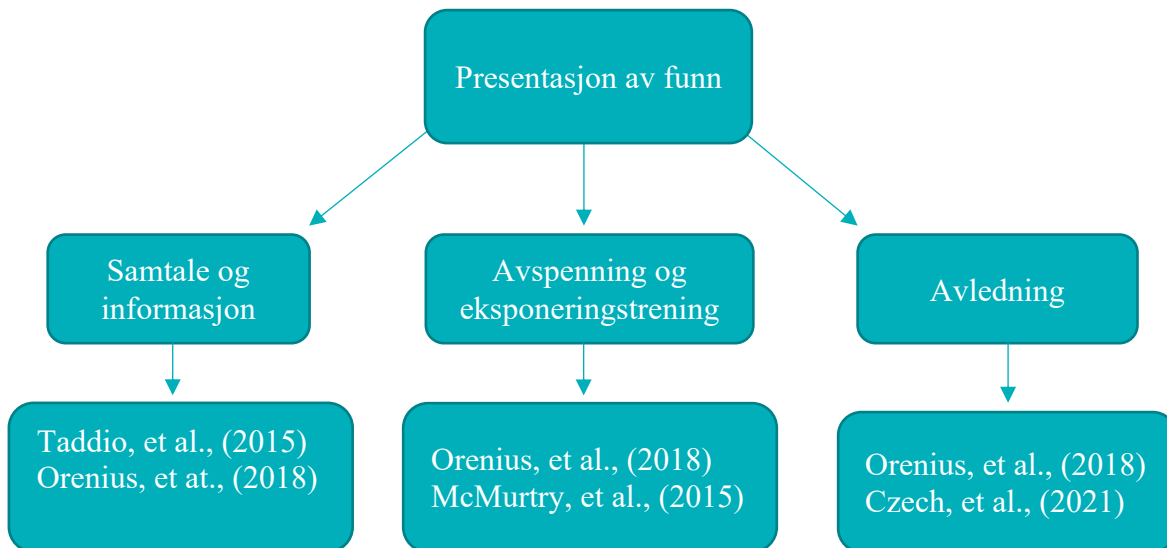 Presentasjon av funn
Samtale og
informasjon
Avspenning og
eksponeringstrening
Avledning
Taddio, et al., (2015)
Orenius, et at., (2018)
Orenius, et al., (2018)
McMurtry, et al., (2015)
Orenius, et al., (2018)
Czech, et al., (2021)